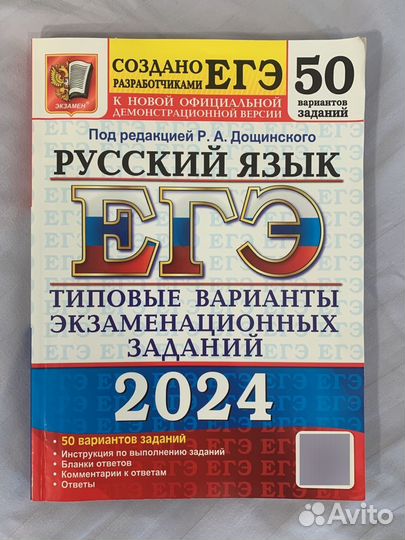 СОЗДАНО
РАЗРАБОТЧИКАМИ ЕГЭ
К НОВОЙ ОФИЦИАЛЬНОЙ
ДЕМОНСТРАЦИОННОЙ ВЕРСИИ
50
вариантов
заданий
ЭКЗАМЕН
Под редакцией Р. А. Дощинского
РУССКИЙ ЯЗЫК
ЕГЭ
ТИПОВЫЕ ВАРИАНТЫ
ЭКЗАМЕНАЦИОННЫХ
ЗАДАНИЙ
2024
• 50 вариантов заданий
• Инструкция по выполнению заданий
• Бланки ответов
• Комментарии к ответам
• Ответы
Avito